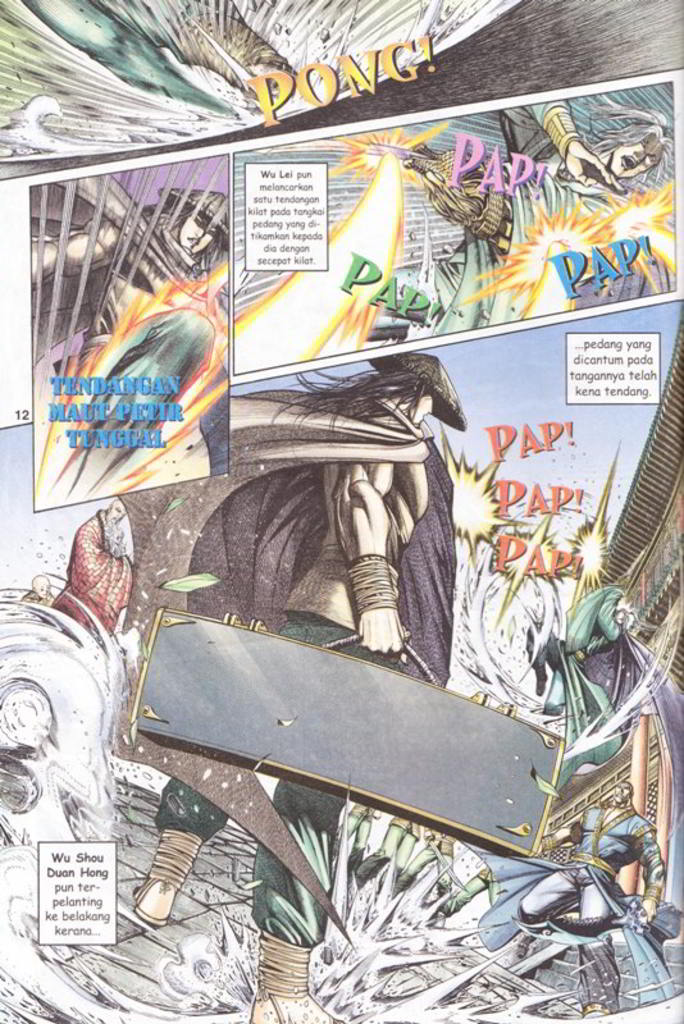 PONG!
Wu Lei pun
melancarkan
satu tendangan
kilat pada tangkai
pedang yang di-
tikamkan kepada
dia dengan
secepat kilat.
PAP!
PAP!
PAP!
TENDANGAN
MAUT PETIR
TUNGGAL
12
...pedang yang
dicantum pada
tangannya telah
kena tendang.
PAP!
PAP!
PAP!
Wu Shou
Duan Hong
pun ter-
pelanting
ke belakang
kerana...